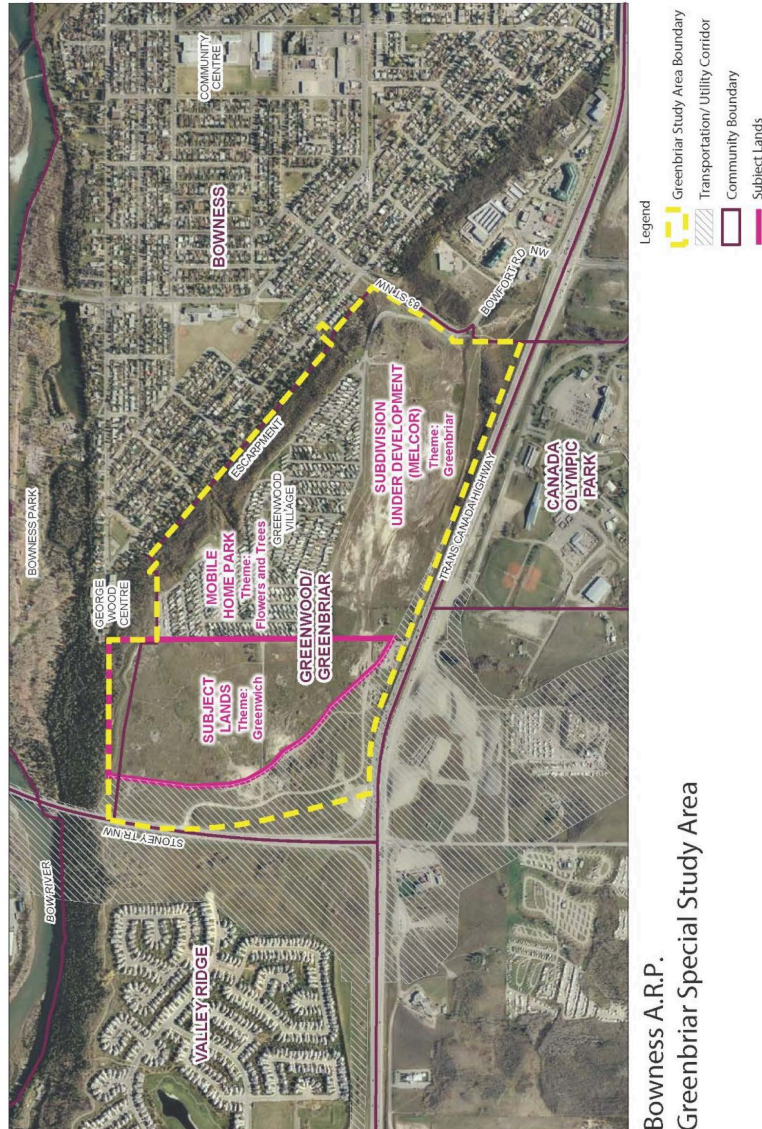 BOW RIVER
BOWNESS PARK
GEORGE
WOOD
CENTRE
COMMUNITY
CENTRE
BOWNESS
VALLEY RIDGE
STONEY TR NW
ESCARPMENT
SUBJECT
LANDS
Theme:
Greenwich
MOBILE
HOME PARK
Theme:
Flowers and Trees
GREENWOOD
VILLAGE
GREENWOOD/
GREENBRIAR
SUBDIVISION
UNDER DEVELOPMENT
(MELCOR)
Theme:
Greenbriar
83 ST NW
BOWFORT RD NW
TRANS CANADA HIGHWAY
CANADA
OLYMPIC
PARK
Bowness A.R.P.
Greenbriar Special Study Area
Legend
Greenbriar Study Area Boundary
Transportation/ Utility Corridor
Community Boundary
Subject Lands